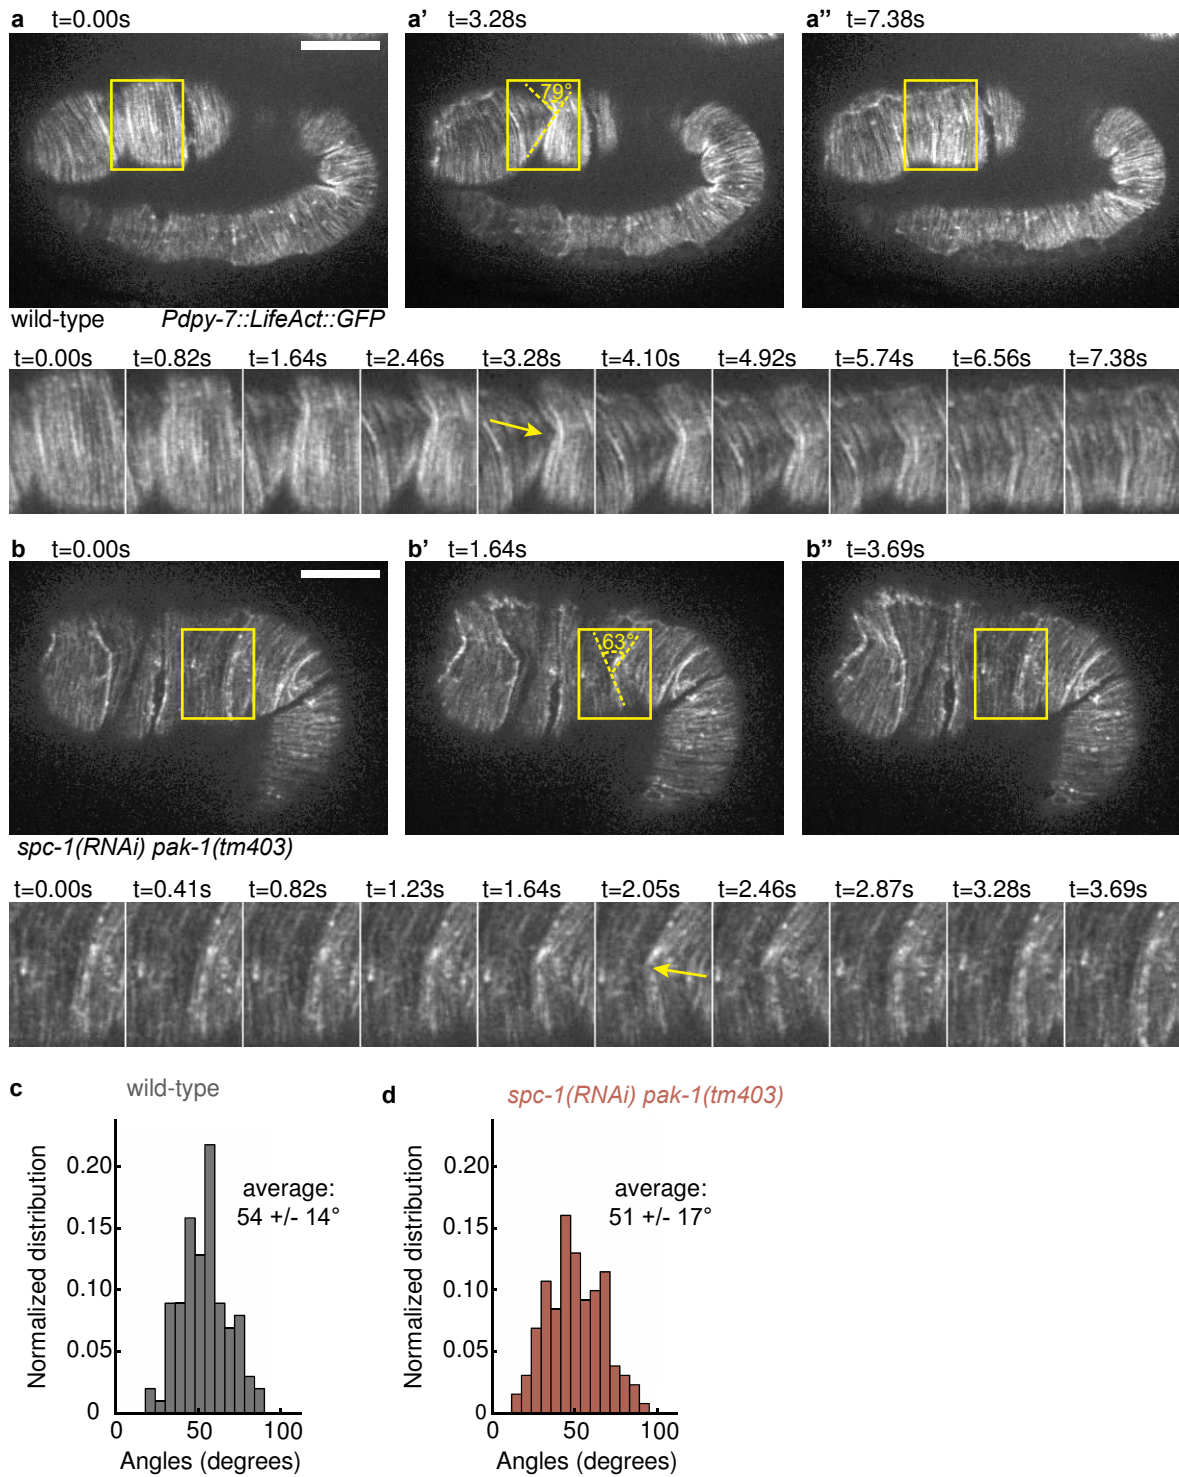 a t=0.00s a' t=3.28s a" t=7.38s
79°
wild-type Pdpy-7::LifeAct::GFP
t=0.00s t=0.82s t=1.64s t=2.46s t=3.28s t=4.10s t=4.92s t=5.74s t=6.56s t=7.38s
b t=0.00s b' t=1.64s b" t=3.69s
63°
spc-1(RNAi) pak-1(tm403)
t=0.00s t=0.41s t=0.82s t=1.23s t=1.64s t=2.05s t=2.46s t=2.87s t=3.28s t=3.69s
c wild-type
Normalized distribution
0.20
0.15
0.10
0.05
0
average:
54 +/- 14°
0 50 100
Angles (degrees)
d spc-1(RNAi) pak-1(tm403)
Normalized distribution
0.20
0.15
0.10
0.05
0
average:
51 +/- 17°
0 50 100
Angles (degrees)